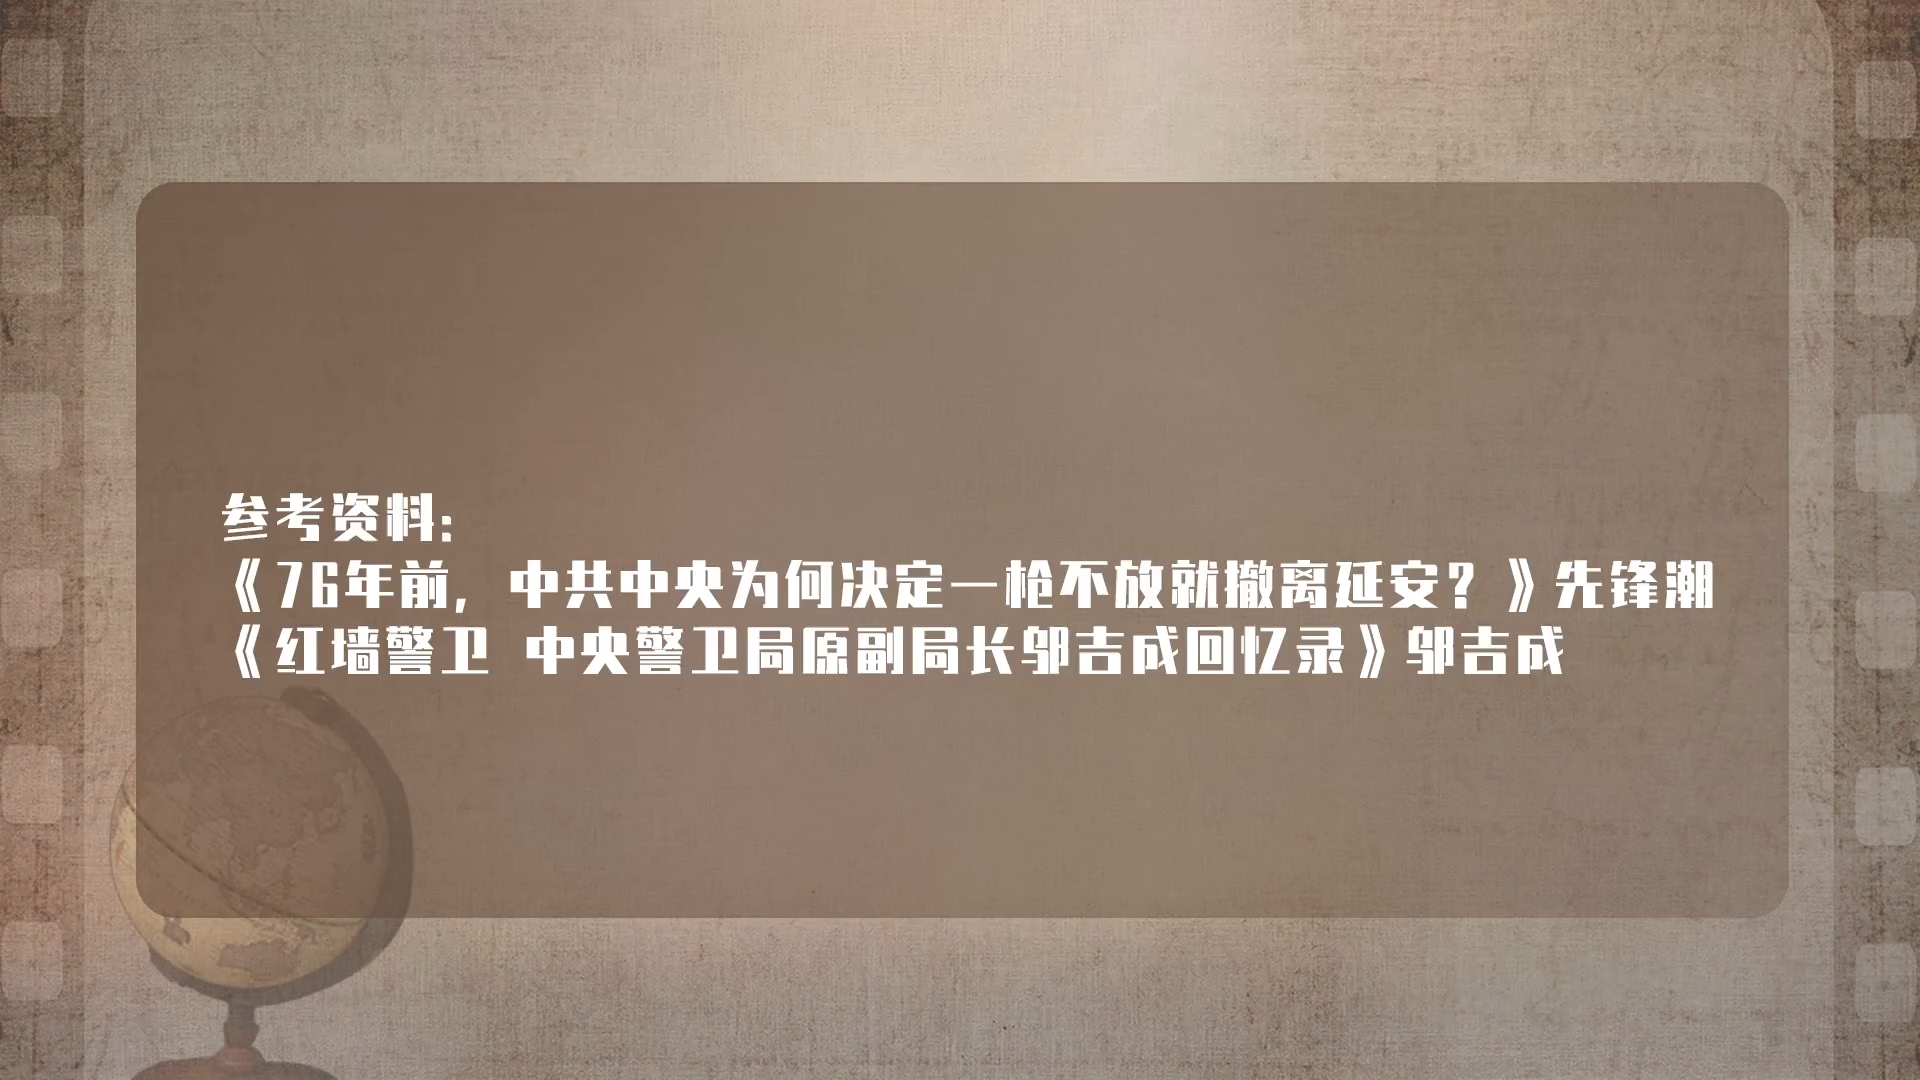 参考资料：
《76年前，中共中央为何决定一枪不放就撤离延安？》先锋潮
《红墙警卫 中央警卫局原副局长邬吉成回忆录》邬吉成